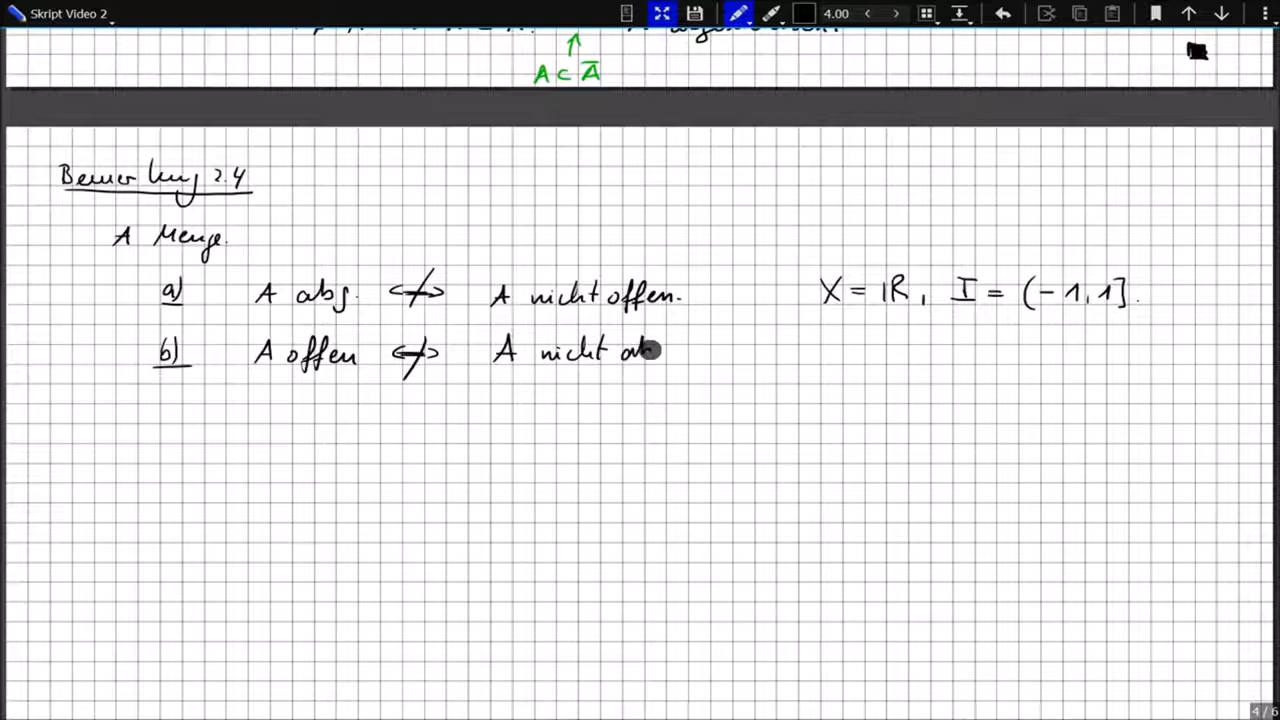 Skript Video 2
4.00
A ⊂ A̅
Bemerkung 2.4
A Menge.
a) A abg. ⇎ A nicht offen. X = ℝ, I = (-1, 1].
b) A offen ⇎ A nicht ab
4 / 6